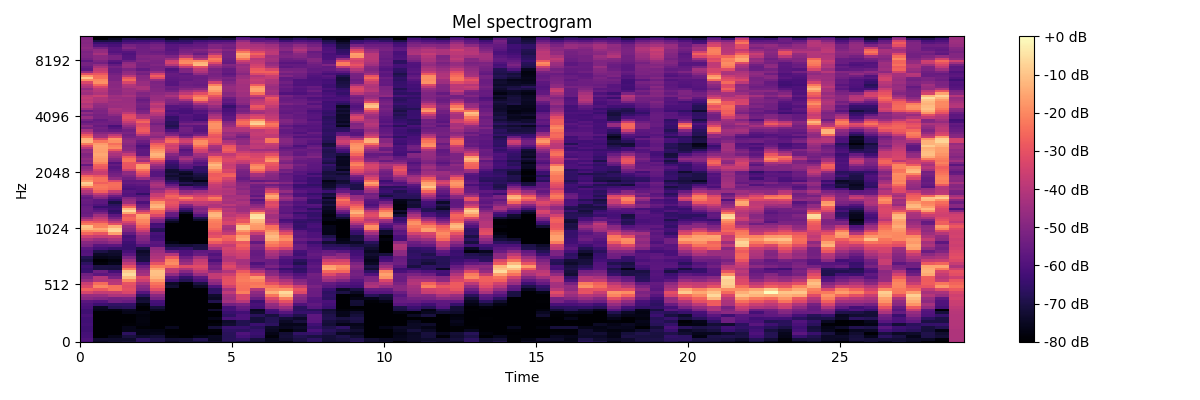 Mel spectrogram
8192
4096
2048
1024
512
0
Hz
0 5 10 15 20 25
Time
+0 dB
-10 dB
-20 dB
-30 dB
-40 dB
-50 dB
-60 dB
-70 dB
-80 dB